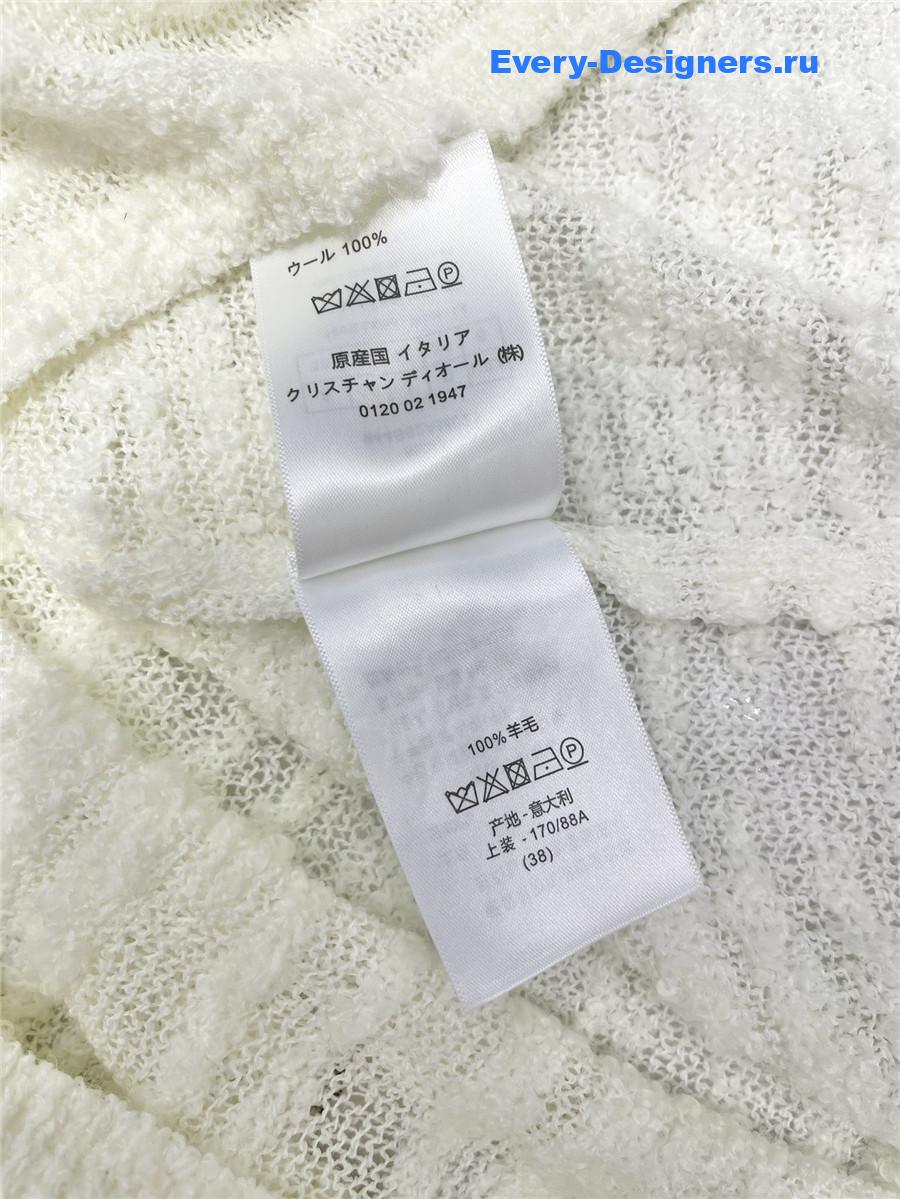 Every-Designers.ru
ウール 100%
P
原産国 イタリア
クリスチャン ディオール (株)
0120 02 1947
100%羊毛
P
产地-意大利
上装 -170/88A
(38)